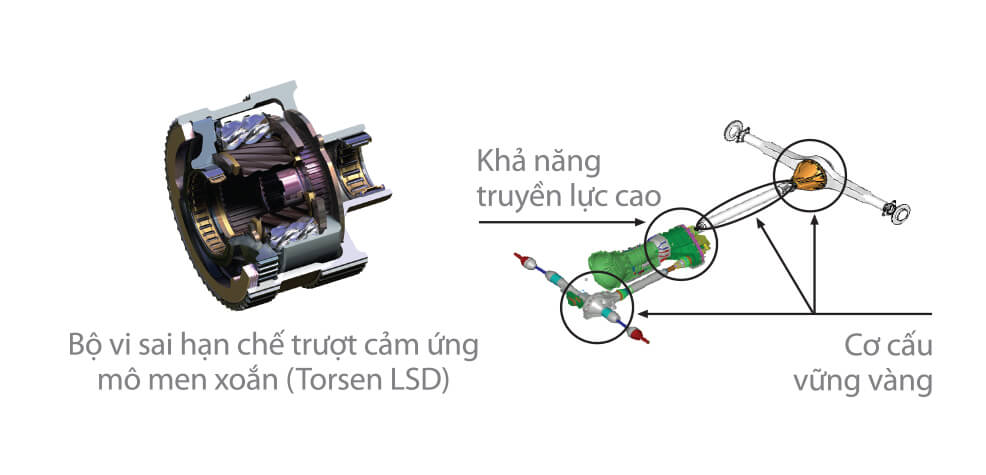 Khả năng
truyền lực cao
Bộ vi sai hạn chế trượt cảm ứng
mô men xoắn (Torsen LSD)
Cơ cấu
vững vàng